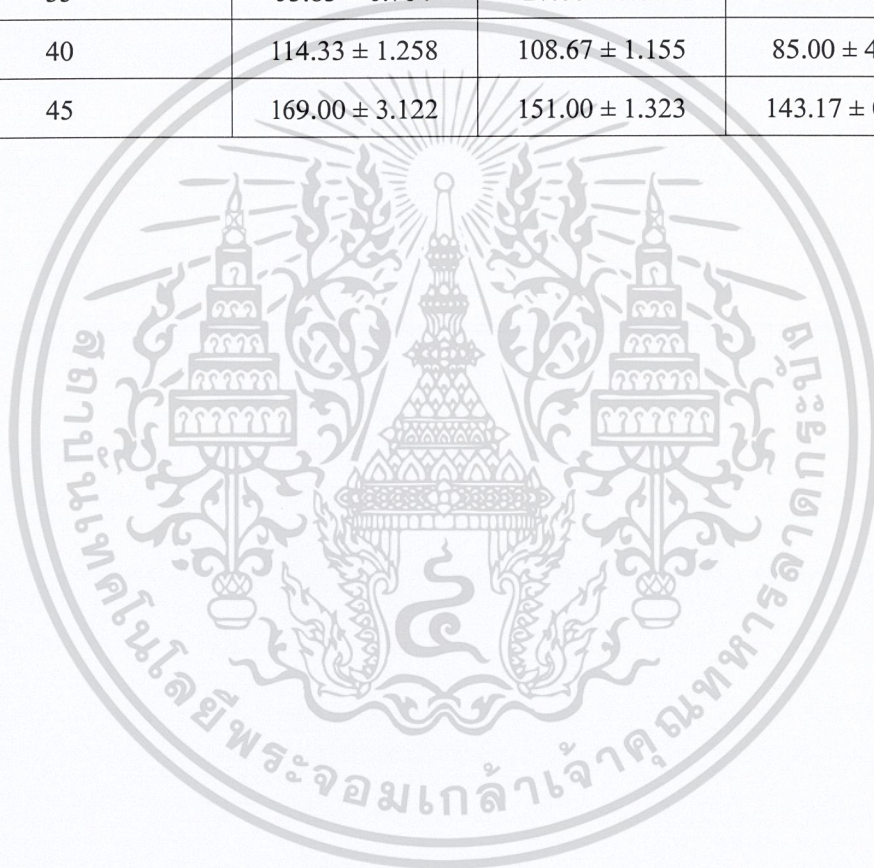 40 114.33 ± 1.258 108.67 ± 1.155 85.00 ± 4
45 169.00 ± 3.122 151.00 ± 1.323 143.17 ±
สถาบันเทคโนโลยีพระจอมเกล้าเจ้าคุณทหารลาดกระบัง
๔